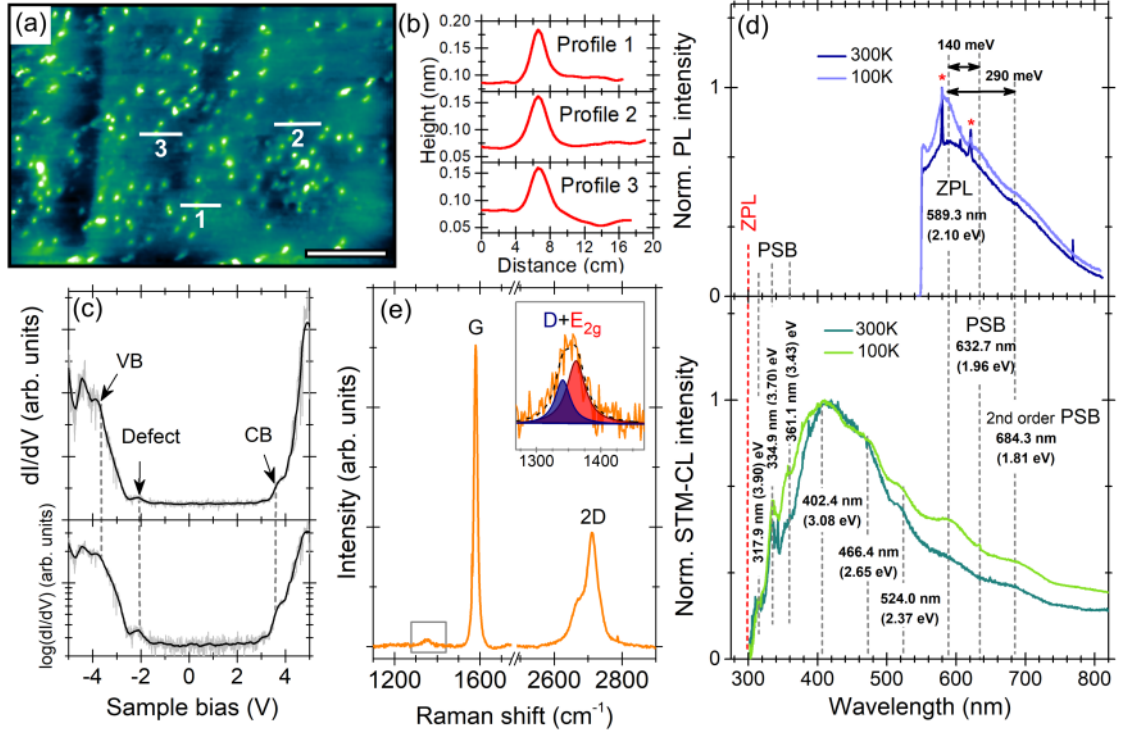 (a)
3
2
1
(b)
Height (nm)
0.20
0.15
0.10
Profile 1
0.15
0.10
0.05
Profile 2
0.15
0.10
0.05
Profile 3
0 4 8 12 16 20
Distance (cm)
(c)
dI/dV (arb. units)
VB
Defect
CB
log(dI/dV) (arb. units)
-4 -2 0 2 4
Sample bias (V)
(e)
Intensity (arb. units)
G
2D
D+E2g
1300 1400
1200 1600 2600 2800
Raman shift (cm-1)
(d)
Norm. PL intensity
1
0
300K
100K
140 meV
290 meV
*
*
ZPL
589.3 nm
(2.10 eV)
ZPL
PSB
Norm. STM-CL intensity
1
0
300K
100K
PSB
632.7 nm
(1.96 eV)
2nd order PSB
684.3 nm
(1.81 eV)
317.9 nm (3.90) eV
334.9 nm (3.70) eV
361.1 nm (3.43) eV
402.4 nm
(3.08 eV)
466.4 nm
(2.65 eV)
524.0 nm
(2.37 eV)
300 400 500 600 700 800
Wavelength (nm)